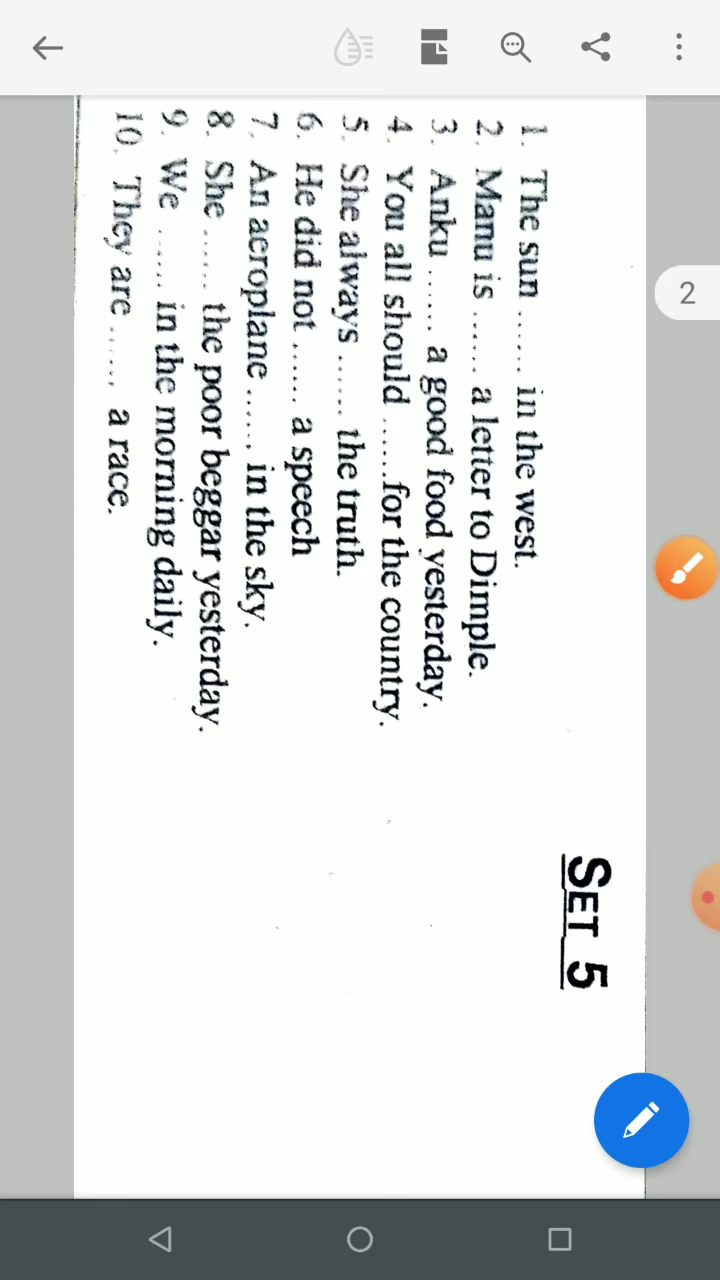 2
SET 5
1. The sun ....... in the west.
2. Manu is ...... a letter to Dimple.
3. Anku ....... a good food yesterday.
4. You all should ......for the country.
5. She always ...... the truth.
6. He did not ...... a speech
7. An aeroplane ...... in the sky.
8. She ...... the poor beggar yesterday.
9. We ...... in the morning daily.
10. They are ...... a race.